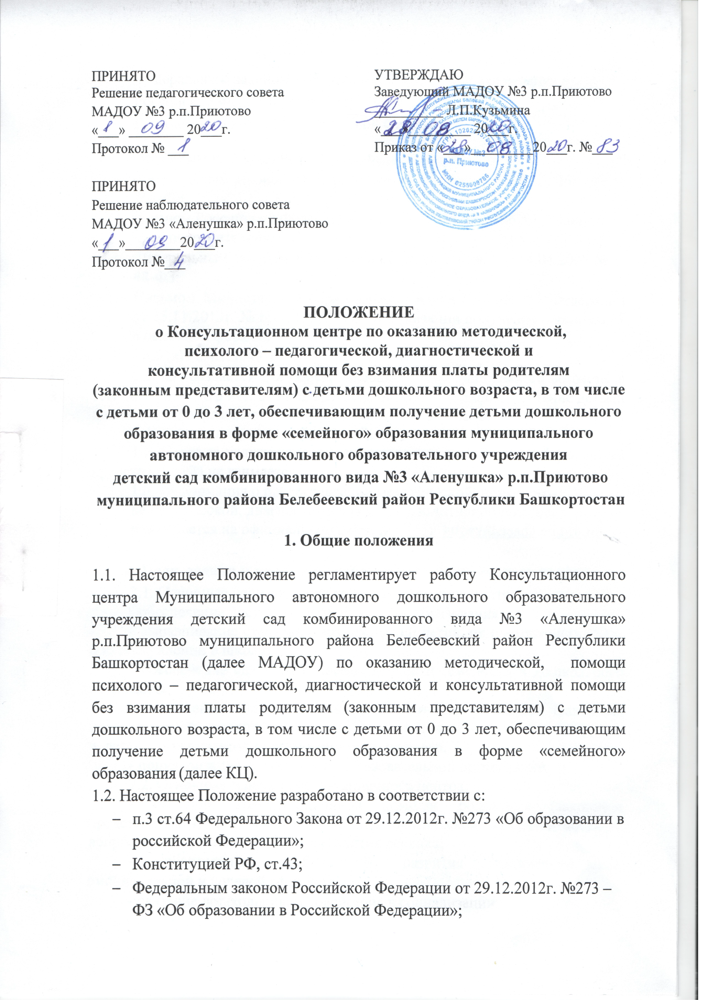 ПРИНЯТО
Решение педагогического совета
МАДОУ №3 р.п.Приютово
«1» 09 2020г.
Протокол № 1
ПРИНЯТО
Решение наблюдательного совета
МАДОУ №3 «Аленушка» р.п.Приютово
«1» 09 2020г.
Протокол № 4
УТВЕРЖДАЮ
Заведующий МАДОУ №3 р.п.Приютово
Л.П.Кузьмина
«28» 08 2020г.
Приказ от «28» 08 2020г. № 83
МАДОУ №3
р.п. Приютово
ИНН 0255009786
ПОЛОЖЕНИЕ
о Консультационном центре по оказанию методической,
психолого – педагогической, диагностической и
консультативной помощи без взимания платы родителям
(законным представителям) с детьми дошкольного возраста, в том числе
с детьми от 0 до 3 лет, обеспечивающим получение детьми дошкольного
образования в форме «семейного» образования муниципального
автономного дошкольного образовательного учреждения
детский сад комбинированного вида №3 «Аленушка» р.п.Приютово
муниципального района Белебеевский район Республики Башкортостан
1. Общие положения
1.1. Настоящее Положение регламентирует работу Консультационного
центра Муниципального автономного дошкольного образовательного
учреждения детский сад комбинированного вида №3 «Аленушка»
р.п.Приютово муниципального района Белебеевский район Республики
Башкортостан (далее МАДОУ) по оказанию методической, помощи
психолого – педагогической, диагностической и консультативной помощи
без взимания платы родителям (законным представителям) с детьми
дошкольного возраста, в том числе с детьми от 0 до 3 лет, обеспечивающим
получение детьми дошкольного образования в форме «семейного»
образования (далее КЦ).
1.2. Настоящее Положение разработано в соответствии с:
– п.3 ст.64 Федерального Закона от 29.12.2012г. №273 «Об образовании в
российской Федерации»;
– Конституцией РФ, ст.43;
– Федеральным законом Российской Федерации от 29.12.2012г. №273 –
ФЗ «Об образовании в Российской Федерации»;